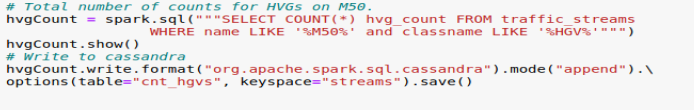 # Total number of counts for HVGs on M50.
hvgCount = spark.sql("""SELECT COUNT(*) hvg_count FROM traffic_streams
WHERE name LIKE '%M50%' and classname LIKE '%HGV%'""")
hvgCount.show()
# Write to cassandra
hvgCount.write.format("org.apache.spark.sql.cassandra").mode("append").\
options(table="cnt_hgvs", keyspace="streams").save()